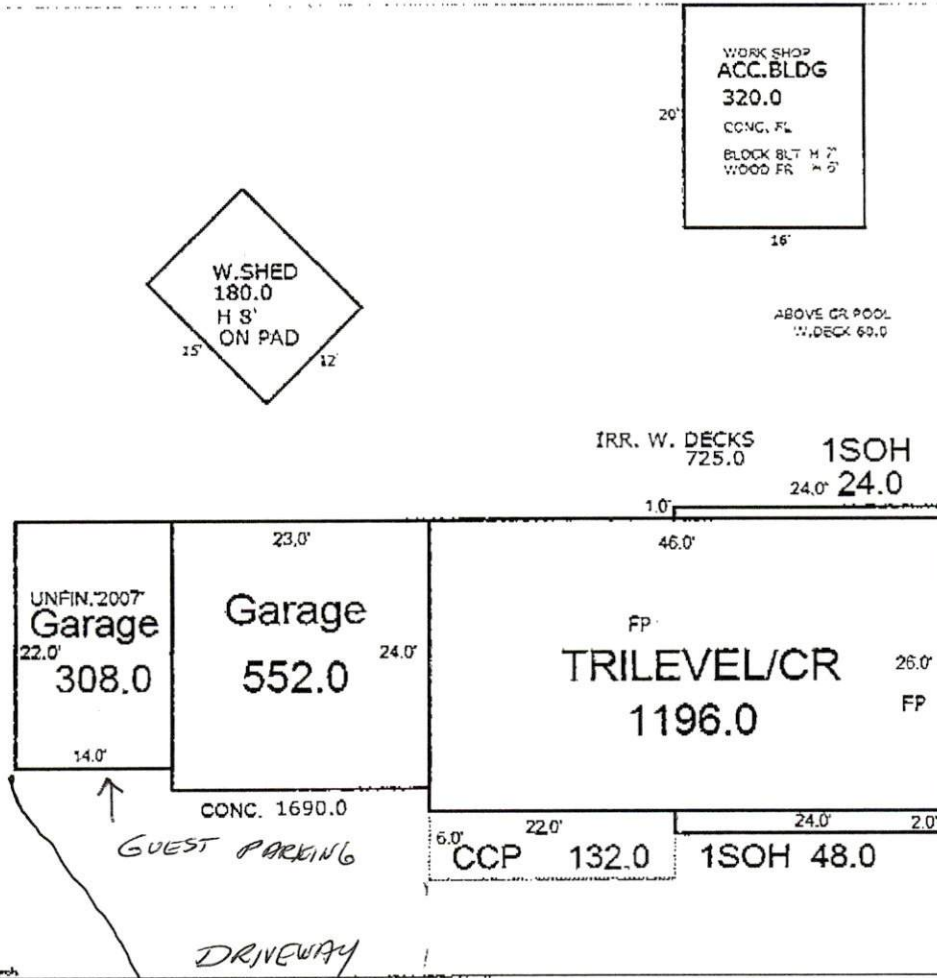 WORK SHOP
ACC.BLDG
320.0
CONC. FL
BLOCK BLT H 7'
WOOD FR H 6'
20'
16'
W.SHED
180.0
H 8'
ON PAD
15'
12'
ABOVE GR POOL
W.DECK 60.0
IRR. W. DECKS
725.0
1SOH
24.0' 24.0
1.0'
23.0'
46.0'
UNFIN.'2007'
Garage
22.0'
308.0
14.0'
Garage
552.0
24.0'
FP
TRILEVEL/CR
1196.0
26.0'
FP
CONC. 1690.0
GUEST PARKING
6.0'
22.0'
CCP 132.0
24.0'
2.0'
1SOH 48.0
DRIVEWAY